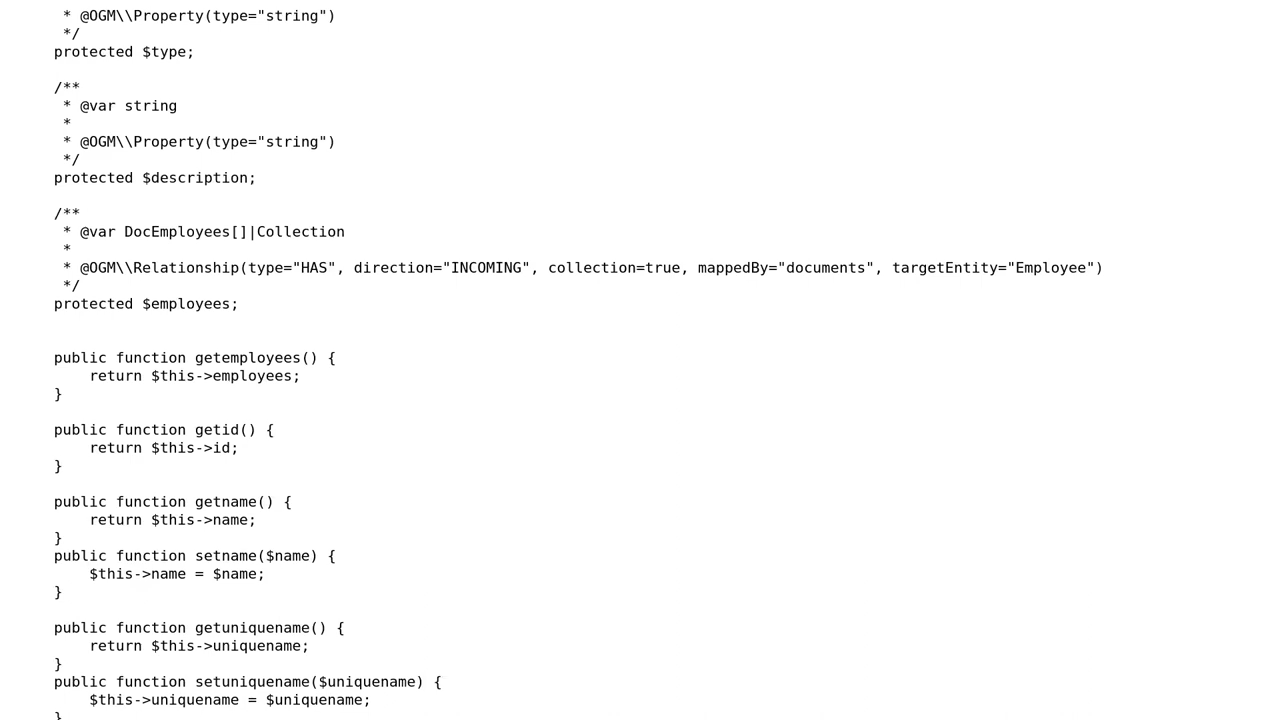 * @OGM\\Property(type="string")
 */
protected $type;

/**
 * @var string
 *
 * @OGM\\Property(type="string")
 */
protected $description;

/**
 * @var DocEmployees[]|Collection
 *
 * @OGM\\Relationship(type="HAS", direction="INCOMING", collection=true, mappedBy="documents", targetEntity="Employee")
 */
protected $employees;


public function getemployees() {
    return $this->employees;
}

public function getid() {
    return $this->id;
}

public function getname() {
    return $this->name;
}
public function setname($name) {
    $this->name = $name;
}

public function getuniquename() {
    return $this->uniquename;
}
public function setuniquename($uniquename) {
    $this->uniquename = $uniquename;
}